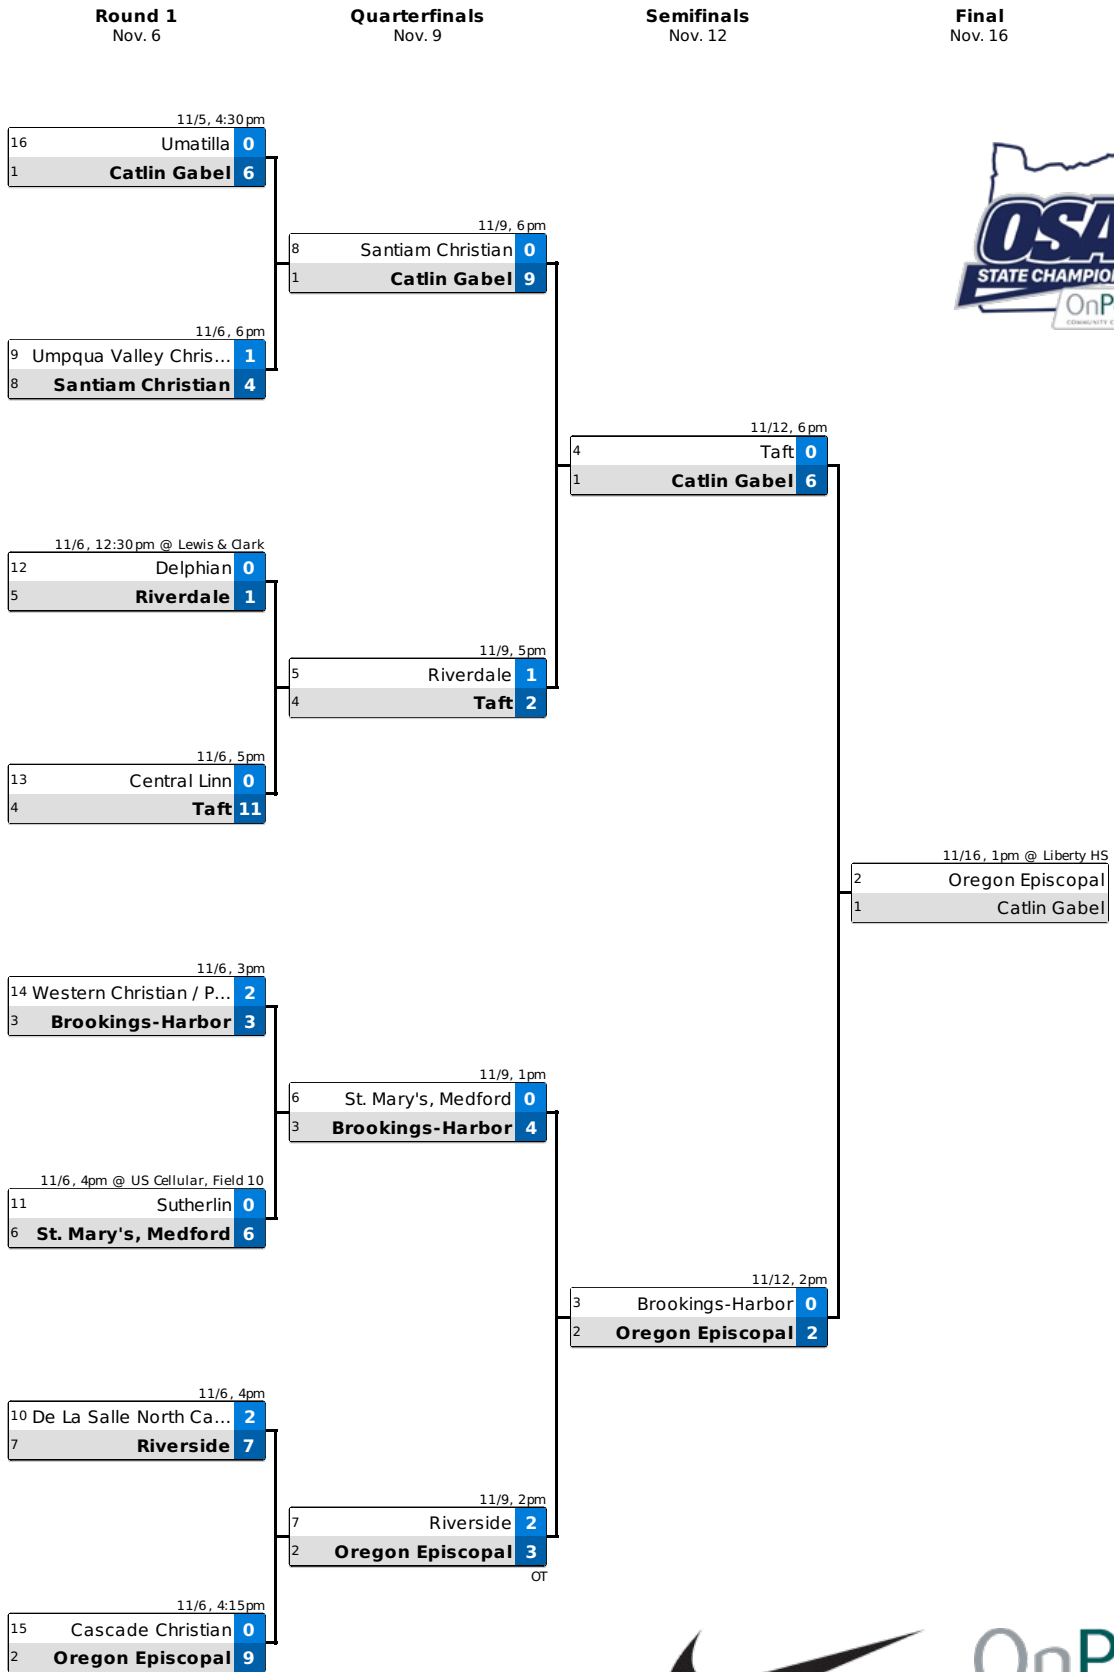 Round 1
Nov. 6
Quarterfinals
Nov. 9
Semifinals
Nov. 12
Final
Nov. 16
11/5, 4:30pm
16 Umatilla 0
1 Catlin Gabel 6
11/9, 6pm
8 Santiam Christian 0
1 Catlin Gabel 9
11/6, 6pm
9 Umpqua Valley Chris... 1
8 Santiam Christian 4
11/12, 6pm
4 Taft 0
1 Catlin Gabel 6
11/6, 12:30pm @ Lewis & Clark
12 Delphian 0
5 Riverdale 1
11/9, 5pm
5 Riverdale 1
4 Taft 2
11/6, 5pm
13 Central Linn 0
4 Taft 11
11/16, 1pm @ Liberty HS
2 Oregon Episcopal
1 Catlin Gabel
11/6, 3pm
14 Western Christian / P... 2
3 Brookings-Harbor 3
11/9, 1pm
6 St. Mary's, Medford 0
3 Brookings-Harbor 4
11/6, 4pm @ US Cellular, Field 10
11 Sutherlin 0
6 St. Mary's, Medford 6
11/12, 2pm
3 Brookings-Harbor 0
2 Oregon Episcopal 2
11/6, 4pm
10 De La Salle North Ca... 2
7 Riverside 7
11/9, 2pm
7 Riverside 2
2 Oregon Episcopal 3
OT
11/6, 4:15pm
15 Cascade Christian 0
2 Oregon Episcopal 9
OSA
STATE CHAMPIO
OnP
COMMUNITY C
OnP